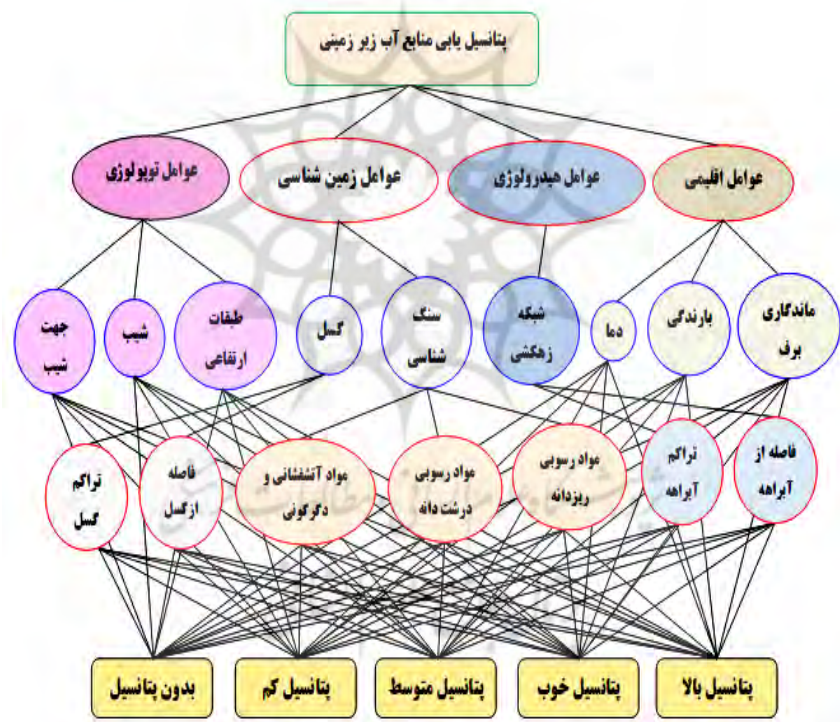 پتانسیل یابی منابع آب زیر زمینی
عوامل اقلیمی
عوامل هیدرولوژی
عوامل زمین شناسی
عوامل توپولوژی
ماندگاری
برف
بارندگی
دما
شبکه
زهکشی
سنگ
شناسی
گسل
طبقات
ارتفاعی
شیب
جهت
شیب
فاصله از
آبراهه
تراکم
آبراهه
مواد رسوبی
ریزدانه
مواد رسوبی
درشت دانه
مواد آتشفشانی و
دگرگونی
فاصله
ازگسل
تراکم
گسل
پتانسیل بالا
پتانسیل خوب
پتانسیل متوسط
پتانسیل کم
بدون پتانسیل